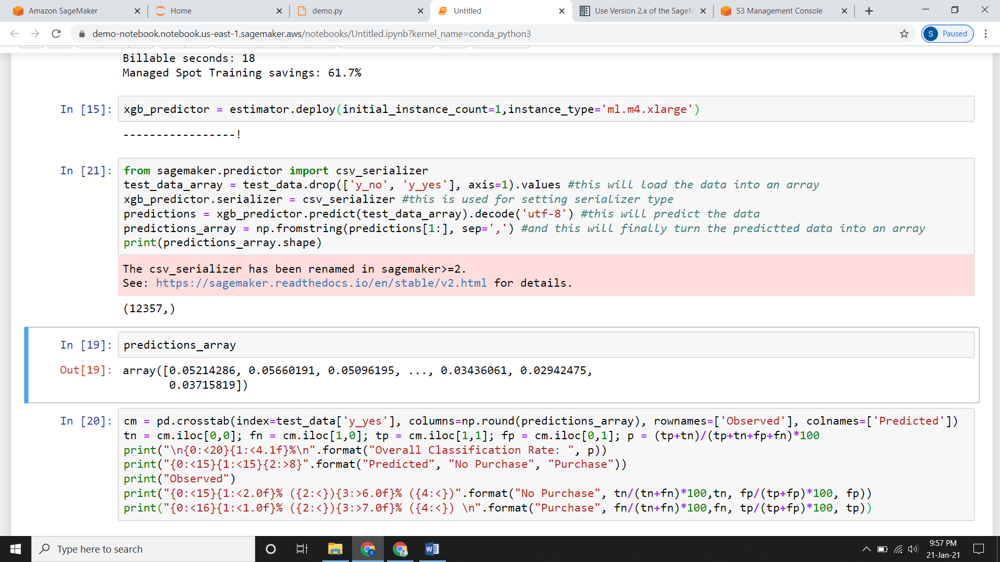 Amazon SageMaker
Home
demo.py
Untitled
Use Version 2.x of the SageM
S3 Management Console
demo-notebook.notebook.us-east-1.sagemaker.aws/notebooks/Untitled.ipynb?kernel_name=conda_python3
S Paused
Billable seconds: 18
Managed Spot Training savings: 61.7%
In [15]: xgb_predictor = estimator.deploy(initial_instance_count=1,instance_type='ml.m4.xlarge')
-----------------!
In [21]: from sagemaker.predictor import csv_serializer
test_data_array = test_data.drop(['y_no', 'y_yes'], axis=1).values #this will load the data into an array
xgb_predictor.serializer = csv_serializer #this is used for setting serializer type
predictions = xgb_predictor.predict(test_data_array).decode('utf-8') #this will predict the data
predictions_array = np.fromstring(predictions[1:], sep=',') #and this will finally turn the predictted data into an array
print(predictions_array.shape)
The csv_serializer has been renamed in sagemaker>=2.
See: https://sagemaker.readthedocs.io/en/stable/v2.html for details.
(12357,)
In [19]: predictions_array
Out[19]: array([0.05214286, 0.05660191, 0.05096195, ..., 0.03436061, 0.02942475,
0.03715819])
In [20]: cm = pd.crosstab(index=test_data['y_yes'], columns=np.round(predictions_array), rownames=['Observed'], colnames=['Predicted'])
tn = cm.iloc[0,0]; fn = cm.iloc[1,0]; tp = cm.iloc[1,1]; fp = cm.iloc[0,1]; p = (tp+tn)/(tp+tn+fp+fn)*100
print("\n{0:<20}{1:<4.1f}%\n".format("Overall Classification Rate: ", p))
print("{0:<15}{1:<15}{2:>8}".format("Predicted", "No Purchase", "Purchase"))
print("Observed")
print("{0:<15}{1:<2.0f}% ({2:<}){3:>6.0f}% ({4:<})".format("No Purchase", tn/(tn+fn)*100,tn, fp/(tp+fp)*100, fp))
print("{0:<16}{1:<1.0f}% ({2:<}){3:>7.0f}% ({4:<}) \n".format("Purchase", fn/(tn+fn)*100,fn, tp/(tp+fp)*100, tp))
Type here to search
9:57 PM
21-Jan-21